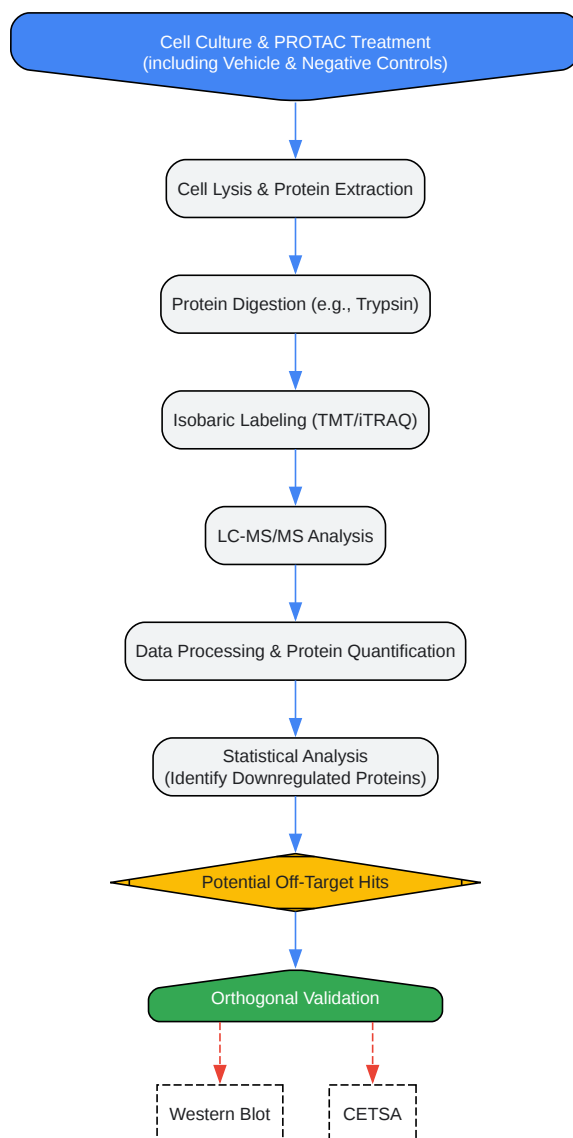 Cell Culture & PROTAC Treatment
(including Vehicle & Negative Controls)
Cell Lysis & Protein Extraction
Protein Digestion (e.g., Trypsin)
Isobaric Labeling (TMT/iTRAQ)
LC-MS/MS Analysis
Data Processing & Protein Quantification
Statistical Analysis
(Identify Downregulated Proteins)
Potential Off-Target Hits
Orthogonal Validation
Western Blot
CETSA